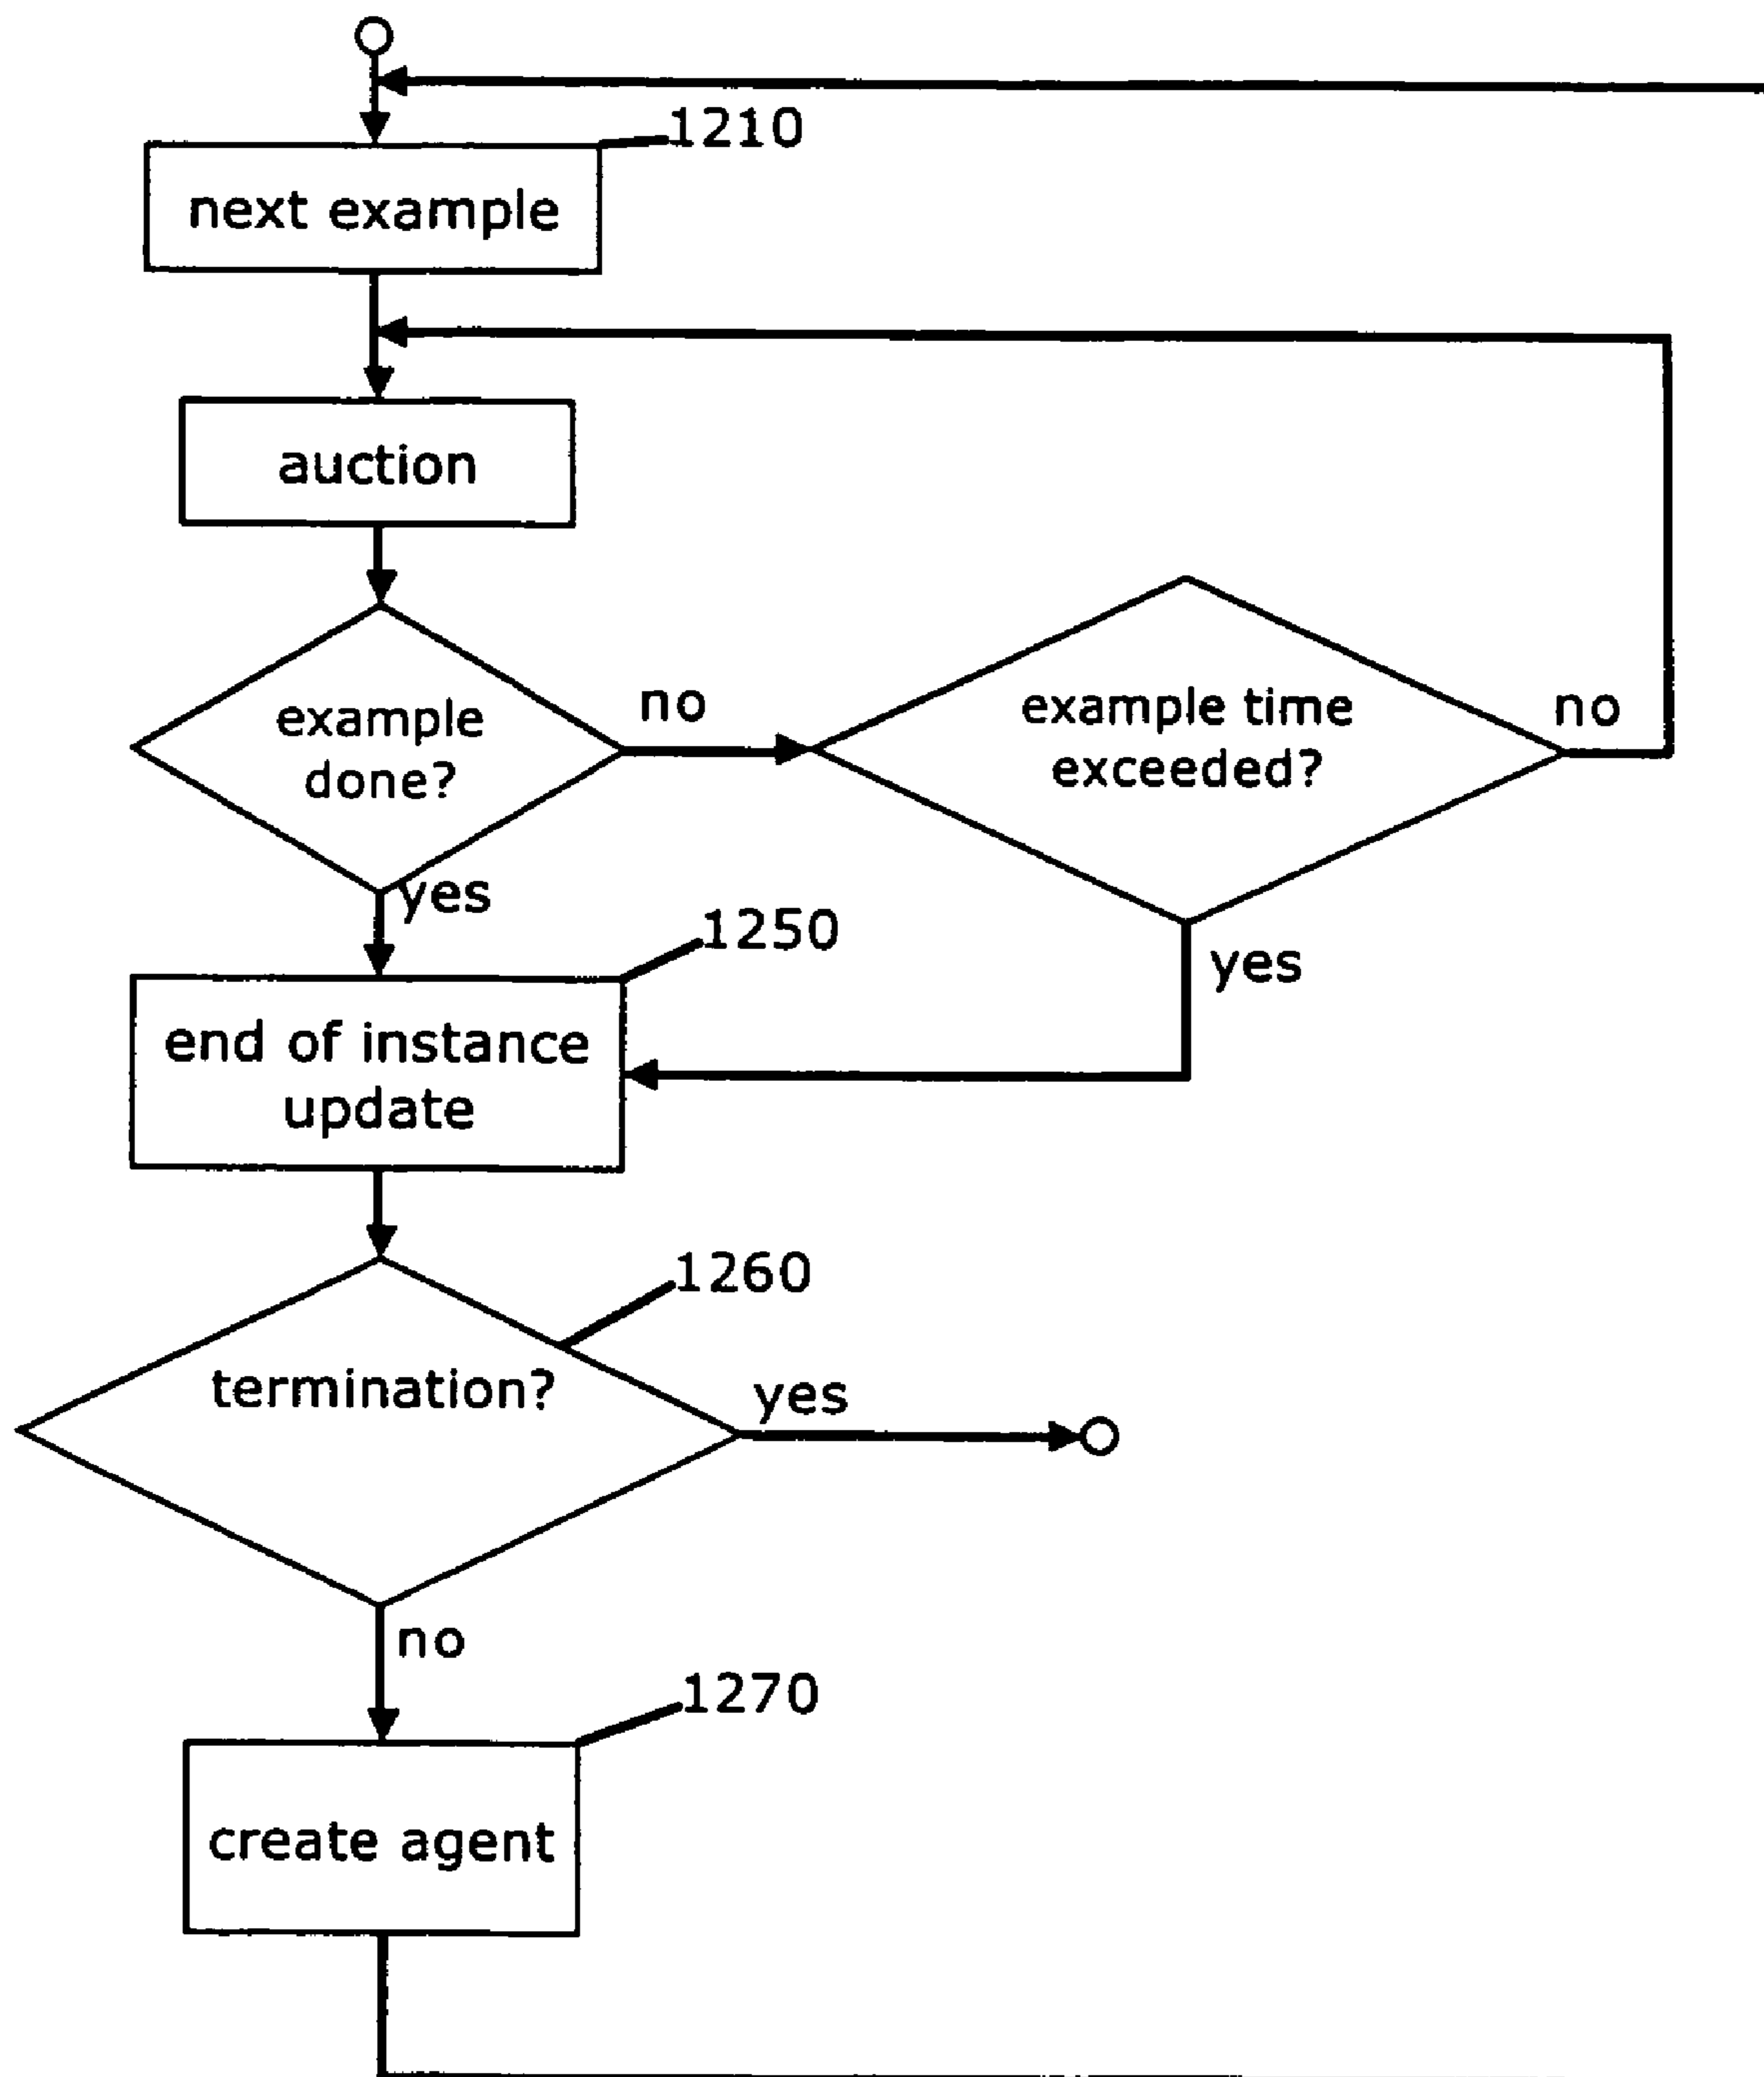 1210
next example
auction
example
done?
no
example time
exceeded?
no
yes
1250
yes
end of instance
update
1260
termination?
yes
no
1270
create agent